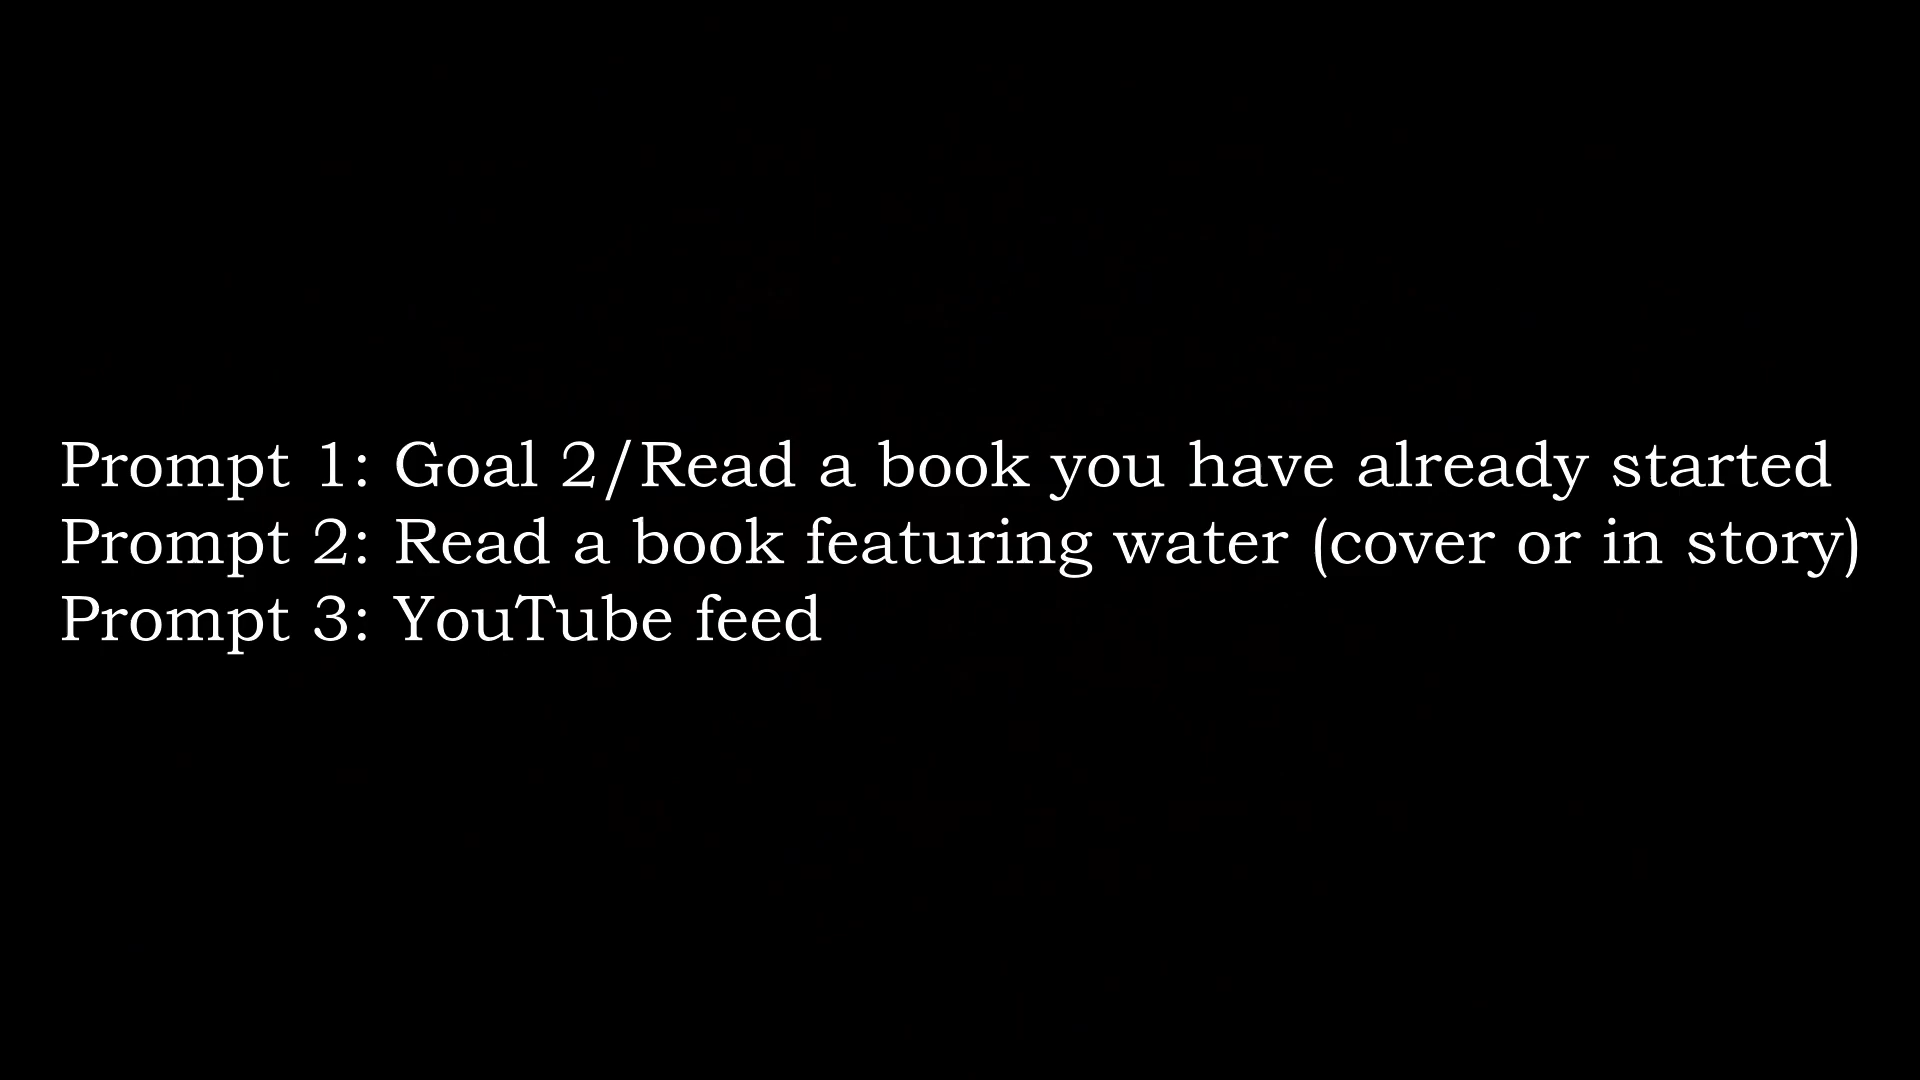 Prompt 1: Goal 2/Read a book you have already started
Prompt 2: Read a book featuring water (cover or in story)
Prompt 3: YouTube feed